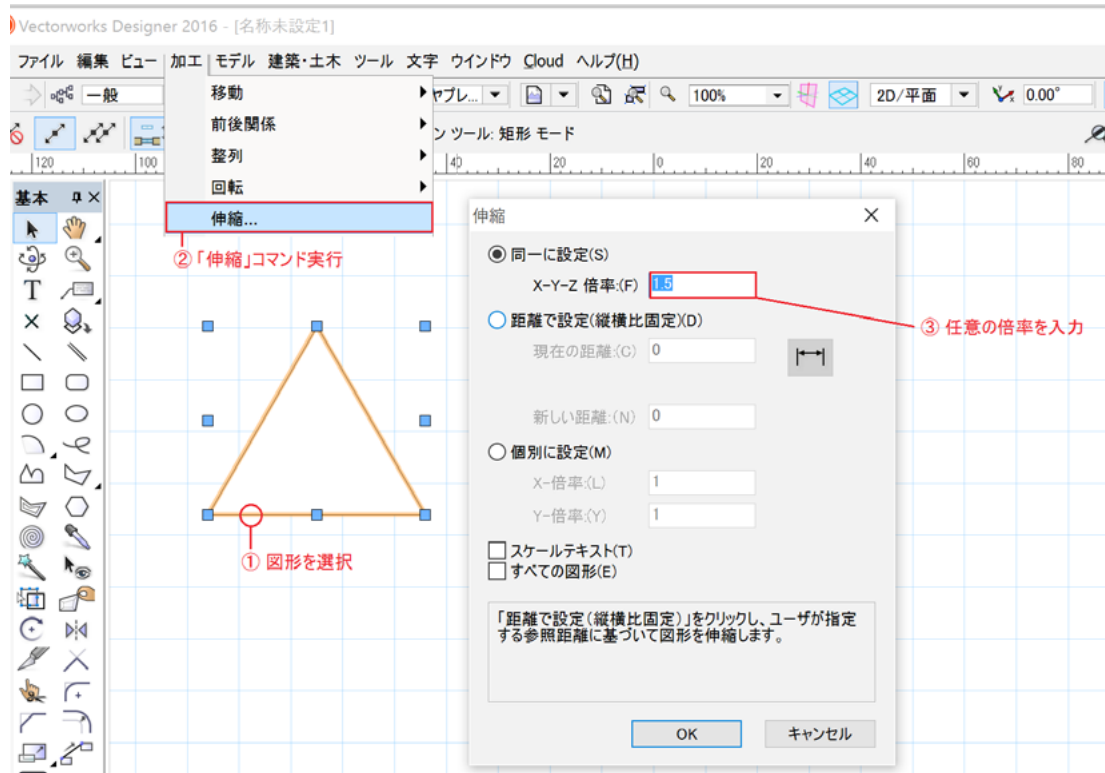 Vectorworks Designer 2016 - [名称未設定1]
ファイル 編集 ビュー 加工 モデル 建築・土木 ツール 文字 ウインドウ Cloud ヘルプ(H)
一般
ヤプレ...
100%
2D/平面
0.00°
ン ツール: 矩形 モード
120 100 40 20 0 20 40 60 80
移動
前後関係
整列
回転
伸縮...
② 「伸縮」コマンド実行
基本
① 図形を選択
伸縮
同一に設定(S)
X-Y-Z 倍率:(F) 1.5
③ 任意の倍率を入力
距離で設定(縦横比固定)(D)
現在の距離:(C) 0
新しい距離:(N) 0
個別に設定(M)
X-倍率:(L) 1
Y-倍率:(Y) 1
スケールテキスト(T)
すべての図形(E)
「距離で設定(縦横比固定)」をクリックし、ユーザが指定
する参照距離に基づいて図形を伸縮します。
OK キャンセル